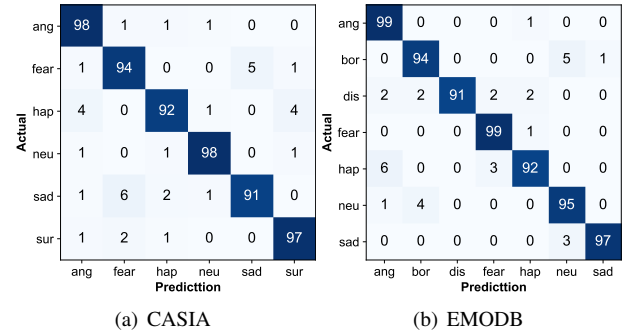 ang 98 1 1 1 0 0
fear 1 94 0 0 5 1
hap 4 0 92 1 0 4
neu 1 0 1 98 0 1
sad 1 6 2 1 91 0
sur 1 2 1 0 0 97
Actual
ang fear hap neu sad sur
Predicttion
(a) CASIA
ang 99 0 0 0 1 0 0
bor 0 94 0 0 0 5 1
dis 2 2 91 2 2 0 0
fear 0 0 0 99 1 0 0
hap 6 0 0 3 92 0 0
neu 1 4 0 0 0 95 0
sad 0 0 0 0 0 3 97
Actual
ang bor dis fear hap neu sad
Predicttion
(b) EMODB